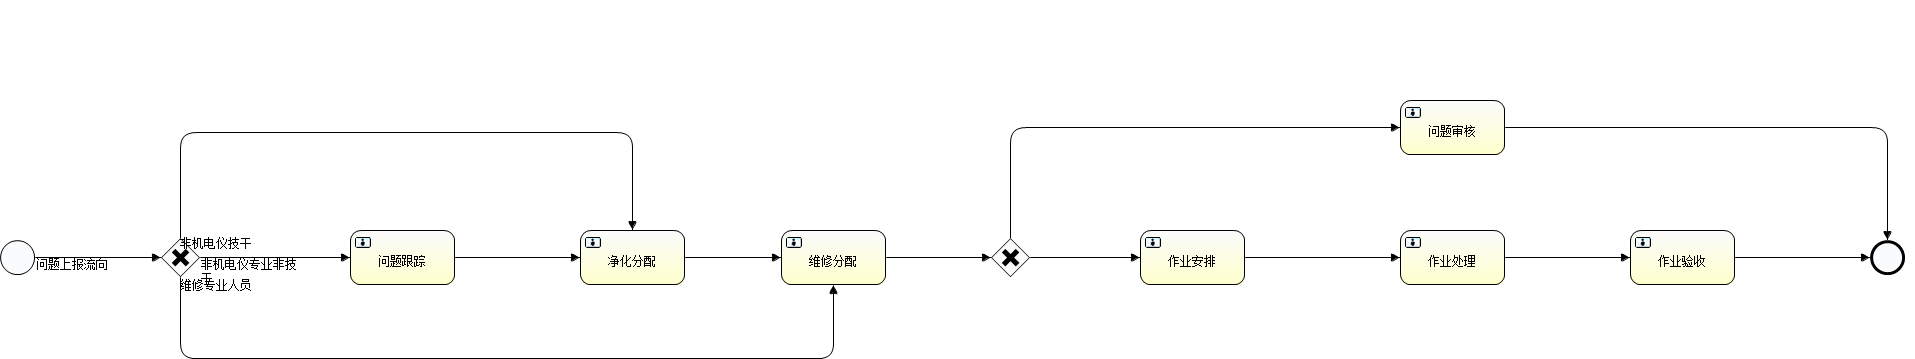 问题审核
非机电仪技干
问题上报流向
非机电仪专业非技
干
维修专业人员
问题跟踪
净化分配
维修分配
作业安排
作业处理
作业验收